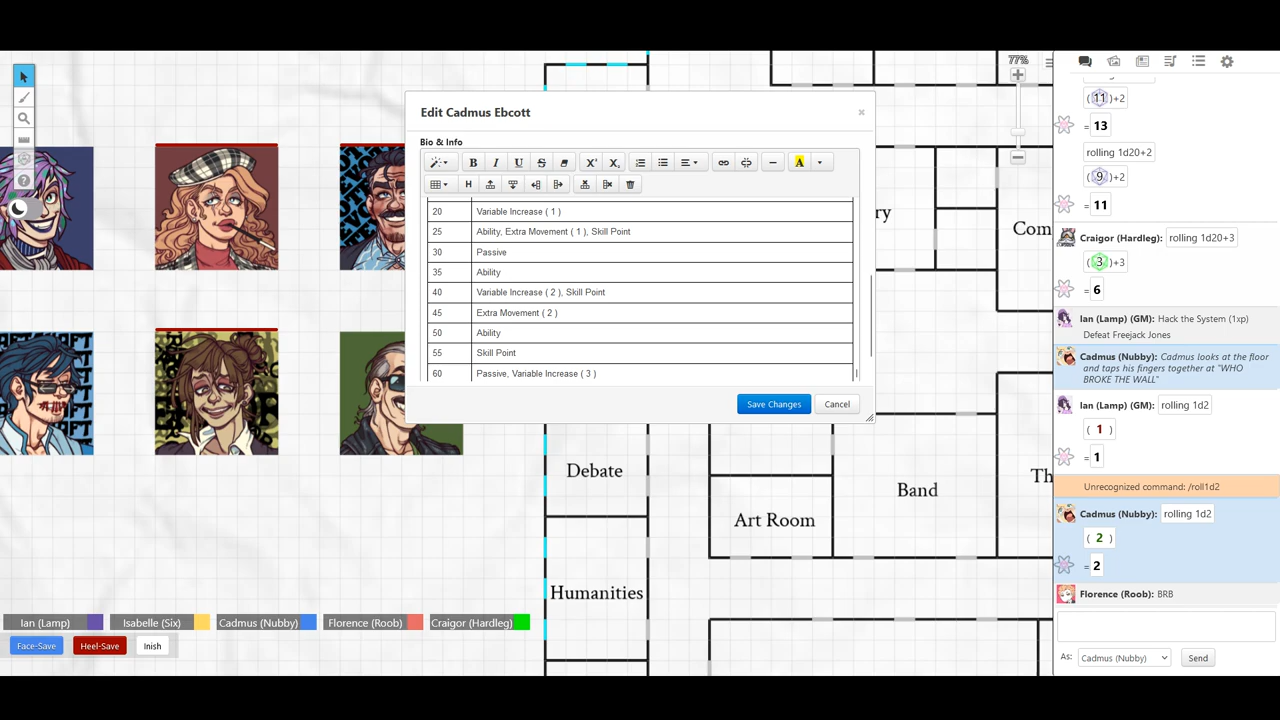 77%
Edit Cadmus Ebcott
×
Bio & Info
B I U S X' X,
A
H
20 Variable Increase ( 1 )
25 Ability, Extra Movement ( 1 ), Skill Point
30 Passive
35 Ability
40 Variable Increase ( 2 ), Skill Point
45 Extra Movement ( 2 )
50 Ability
55 Skill Point
60 Passive, Variable Increase ( 3 )
Save Changes Cancel
ry
Com
Debate
Band
Th
Art Room
Humanities
Ian (Lamp) Isabelle (Six) Cadmus (Nubby) Florence (Roob) Craigor (Hardleg)
Face-Save Heel-Save Inish
(11)+2
= 13
rolling 1d20+2
(9)+2
= 11
Craigor (Hardleg): rolling 1d20+3
(3)+3
= 6
Ian (Lamp) (GM): Hack the System (1xp)
Defeat Freejack Jones
Cadmus (Nubby): Cadmus looks at the floor
and taps his fingers together at "WHO
BROKE THE WALL"
Ian (Lamp) (GM): rolling 1d2
( 1 )
= 1
Unrecognized command: /roll1d2
Cadmus (Nubby): rolling 1d2
( 2 )
= 2
Florence (Roob): BRB
As: Cadmus (Nubby) Send